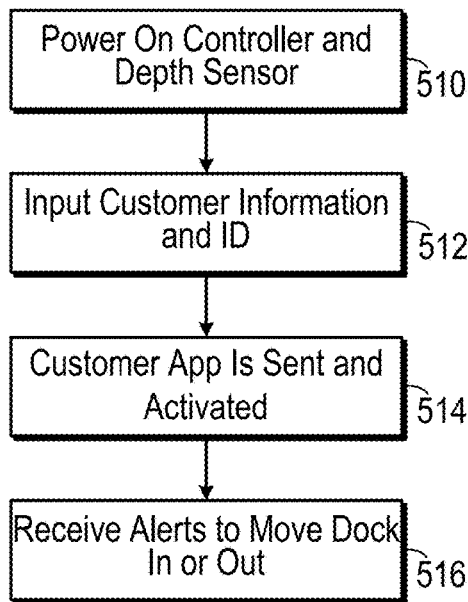 Power On Controller and
Depth Sensor
510
Input Customer Information
and ID
512
Customer App Is Sent and
Activated
514
Receive Alerts to Move Dock
In or Out
516